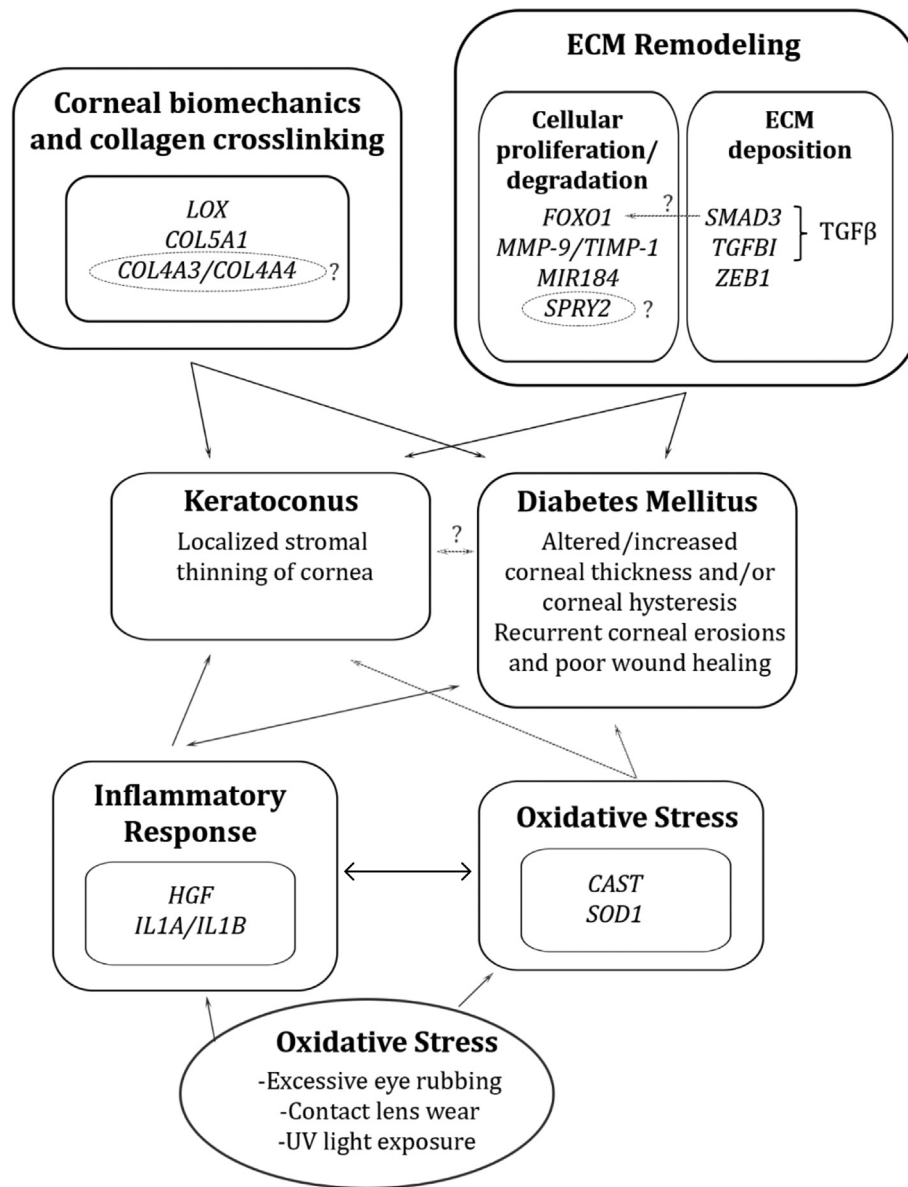 Corneal biomechanics
and collagen crosslinking
LOX
COL5A1
COL4A3/COL4A4 ?
ECM Remodeling
Cellular
proliferation/
degradation
FOXO1
MMP-9/TIMP-1
MIR184
SPRY2 ?
?
ECM
deposition
SMAD3
TGFBI
ZEB1
TGFβ
Keratoconus
Localized stromal
thinning of cornea
?
Diabetes Mellitus
Altered/increased
corneal thickness and/or
corneal hysteresis
Recurrent corneal erosions
and poor wound healing
Inflammatory
Response
HGF
IL1A/IL1B
Oxidative Stress
CAST
SOD1
Oxidative Stress
-Excessive eye rubbing
-Contact lens wear
-UV light exposure